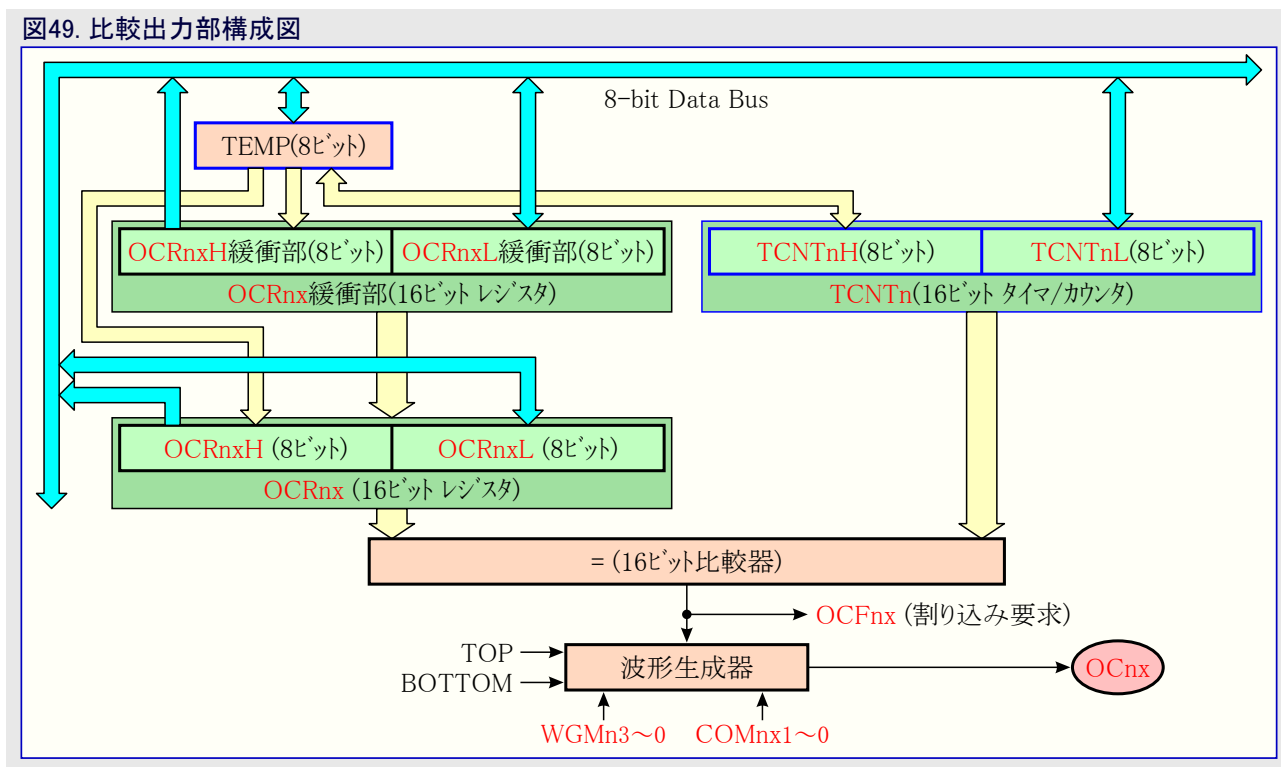 図49. 比較出力部構成図
8-bit Data Bus
TEMP(8ﾋﾞｯﾄ)
OCRnxH緩衝部(8ﾋﾞｯﾄ)
OCRnxL緩衝部(8ﾋﾞｯﾄ)
OCRnx緩衝部(16ﾋﾞｯﾄ ﾚｼﾞｽﾀ)
TCNTnH(8ﾋﾞｯﾄ)
TCNTnL(8ﾋﾞｯﾄ)
TCNTn(16ﾋﾞｯﾄ ﾀｲﾏ/ｶｳﾝﾀ)
OCRnxH (8ﾋﾞｯﾄ)
OCRnxL (8ﾋﾞｯﾄ)
OCRnx (16ﾋﾞｯﾄ ﾚｼﾞｽﾀ)
= (16ﾋﾞｯﾄ比較器)
OCFnx (割り込み要求)
TOP
BOTTOM
波形生成器
OCnx
WGMn3～0
COMnx1～0